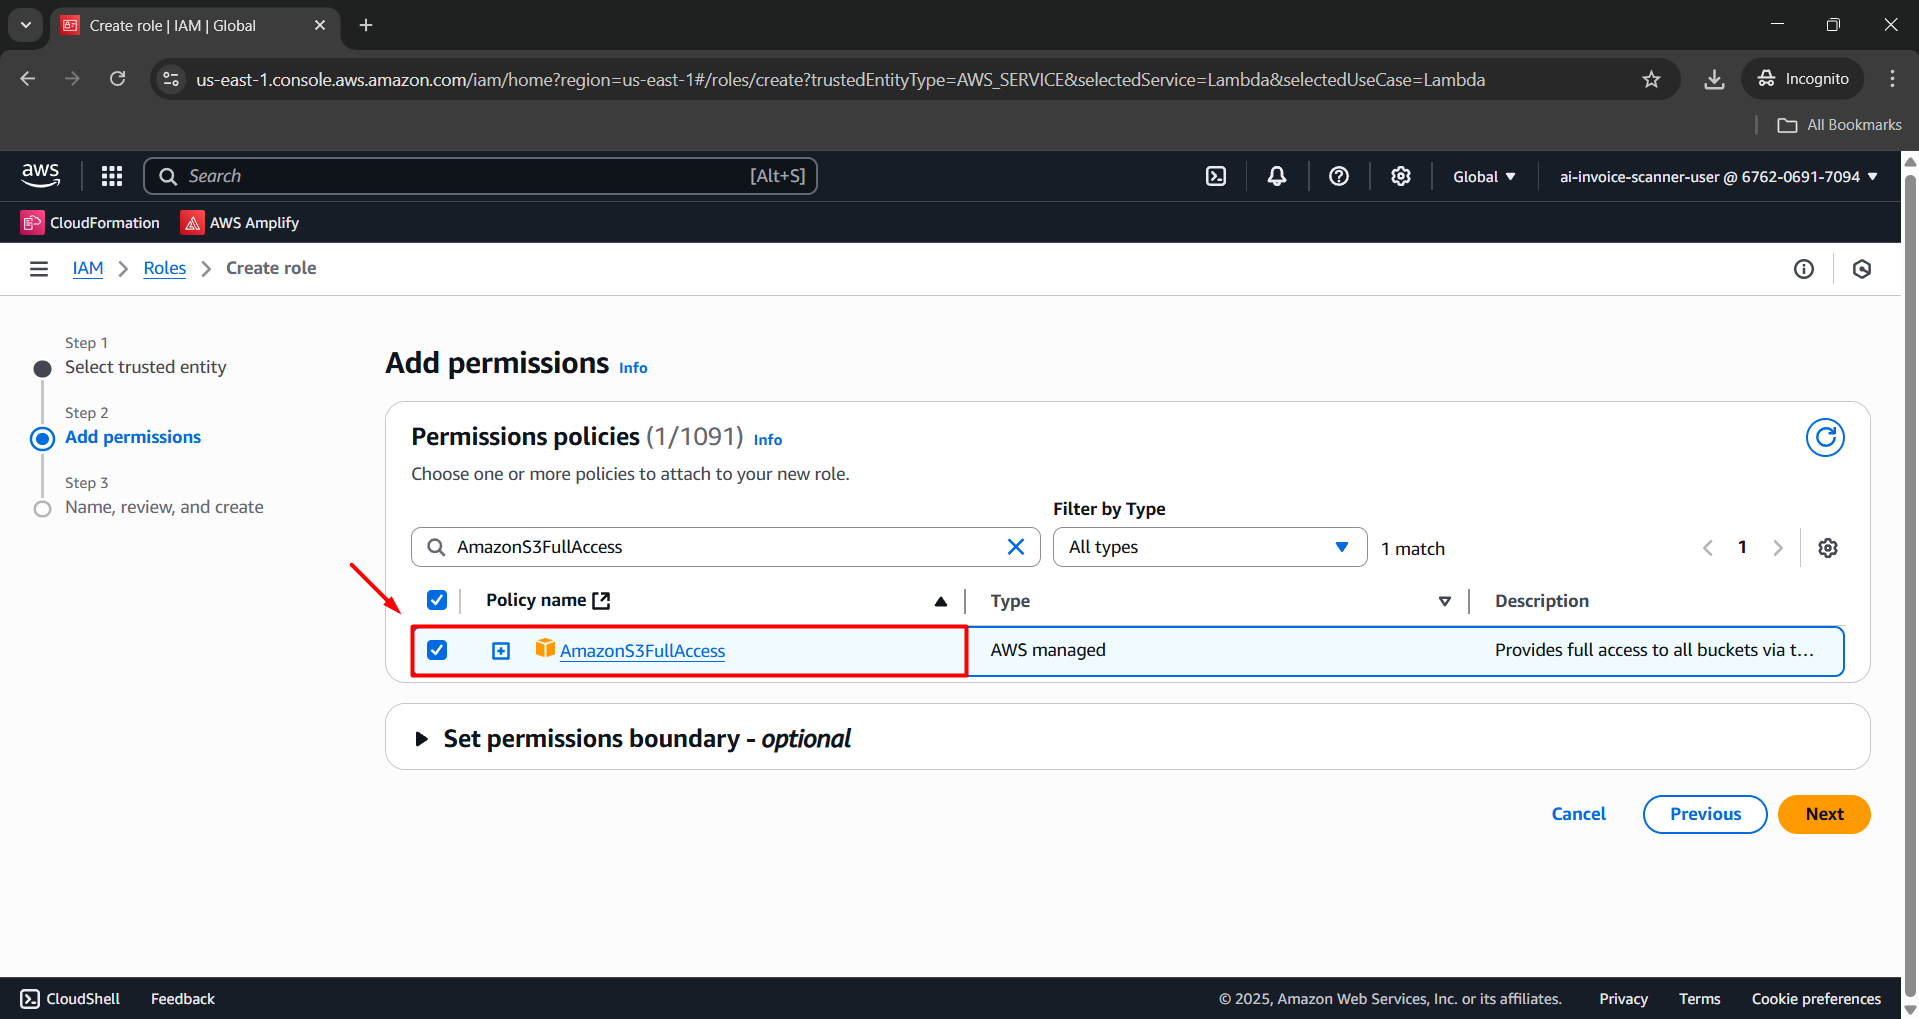 Create role | IAM | Global
us-east-1.console.aws.amazon.com/iam/home?region=us-east-1#/roles/create?trustedEntityType=AWS_SERVICE&selectedService=Lambda&selectedUseCase=Lambda
Incognito
All Bookmarks
aws
Search
[Alt+S]
Global
ai-invoice-scanner-user @ 6762-0691-7094
CloudFormation
AWS Amplify
IAM
Roles
Create role
Step 1
Select trusted entity
Step 2
Add permissions
Step 3
Name, review, and create
Add permissions Info
Permissions policies (1/1091) Info
Choose one or more policies to attach to your new role.
Filter by Type
AmazonS3FullAccess
All types
1 match
1
Policy name
Type
Description
AmazonS3FullAccess
AWS managed
Provides full access to all buckets via t...
Set permissions boundary - optional
Cancel
Previous
Next
CloudShell
Feedback
© 2025, Amazon Web Services, Inc. or its affiliates.
Privacy
Terms
Cookie preferences